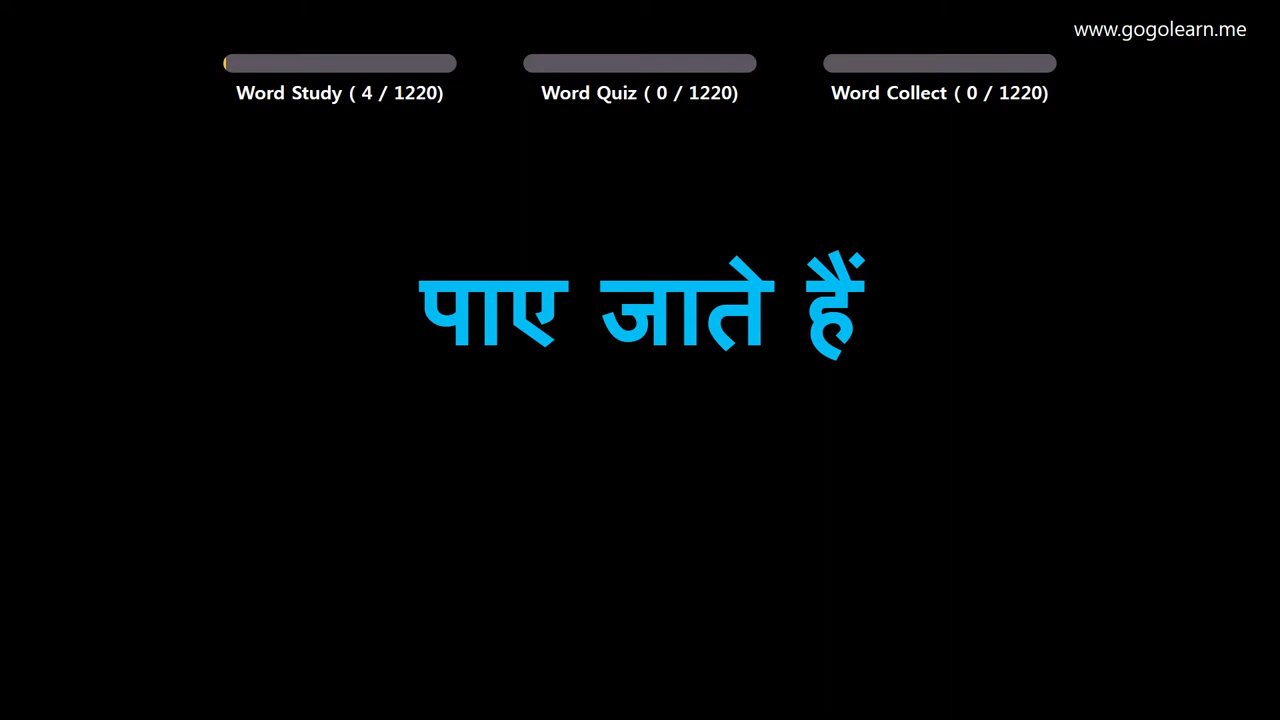 www.gogolearn.me
Word Study ( 4 / 1220)
Word Quiz ( 0 / 1220)
Word Collect ( 0 / 1220)
पाए जाते हैं